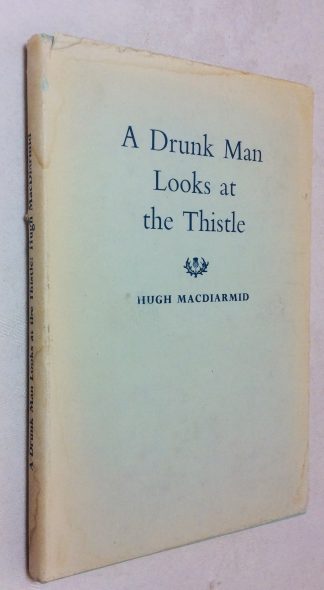 A Drunk Man
Looks at
the Thistle
HUGH MACDIARMID
A Drunk Man Looks at the Thistle: Hugh MacDiarmid